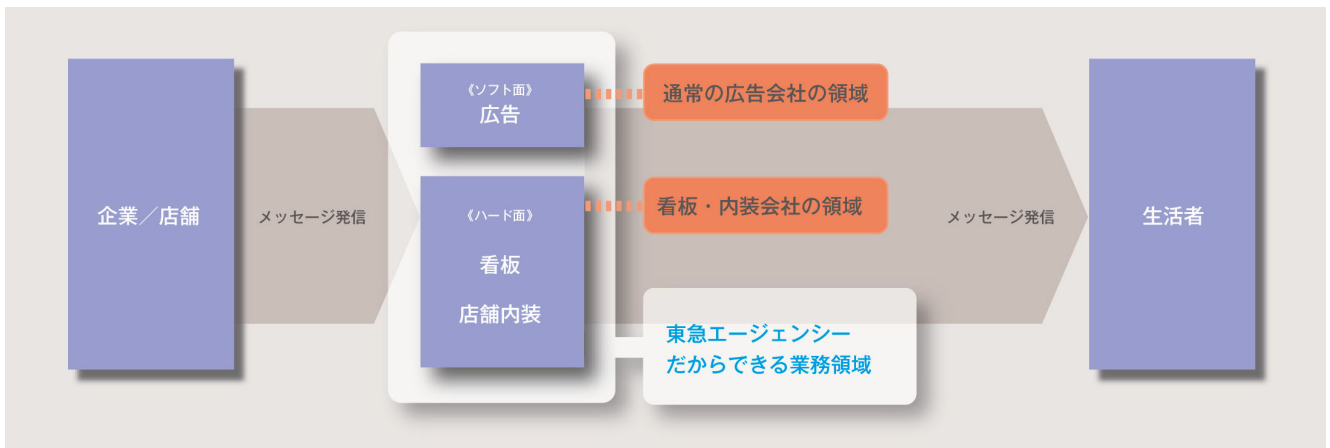 企業／店舗
メッセージ発信
《ソフト面》
広告
《ハード面》
看板
店舗内装
通常の広告会社の領域
看板・内装会社の領域
東急エージェンシー
だからできる業務領域
メッセージ発信
生活者